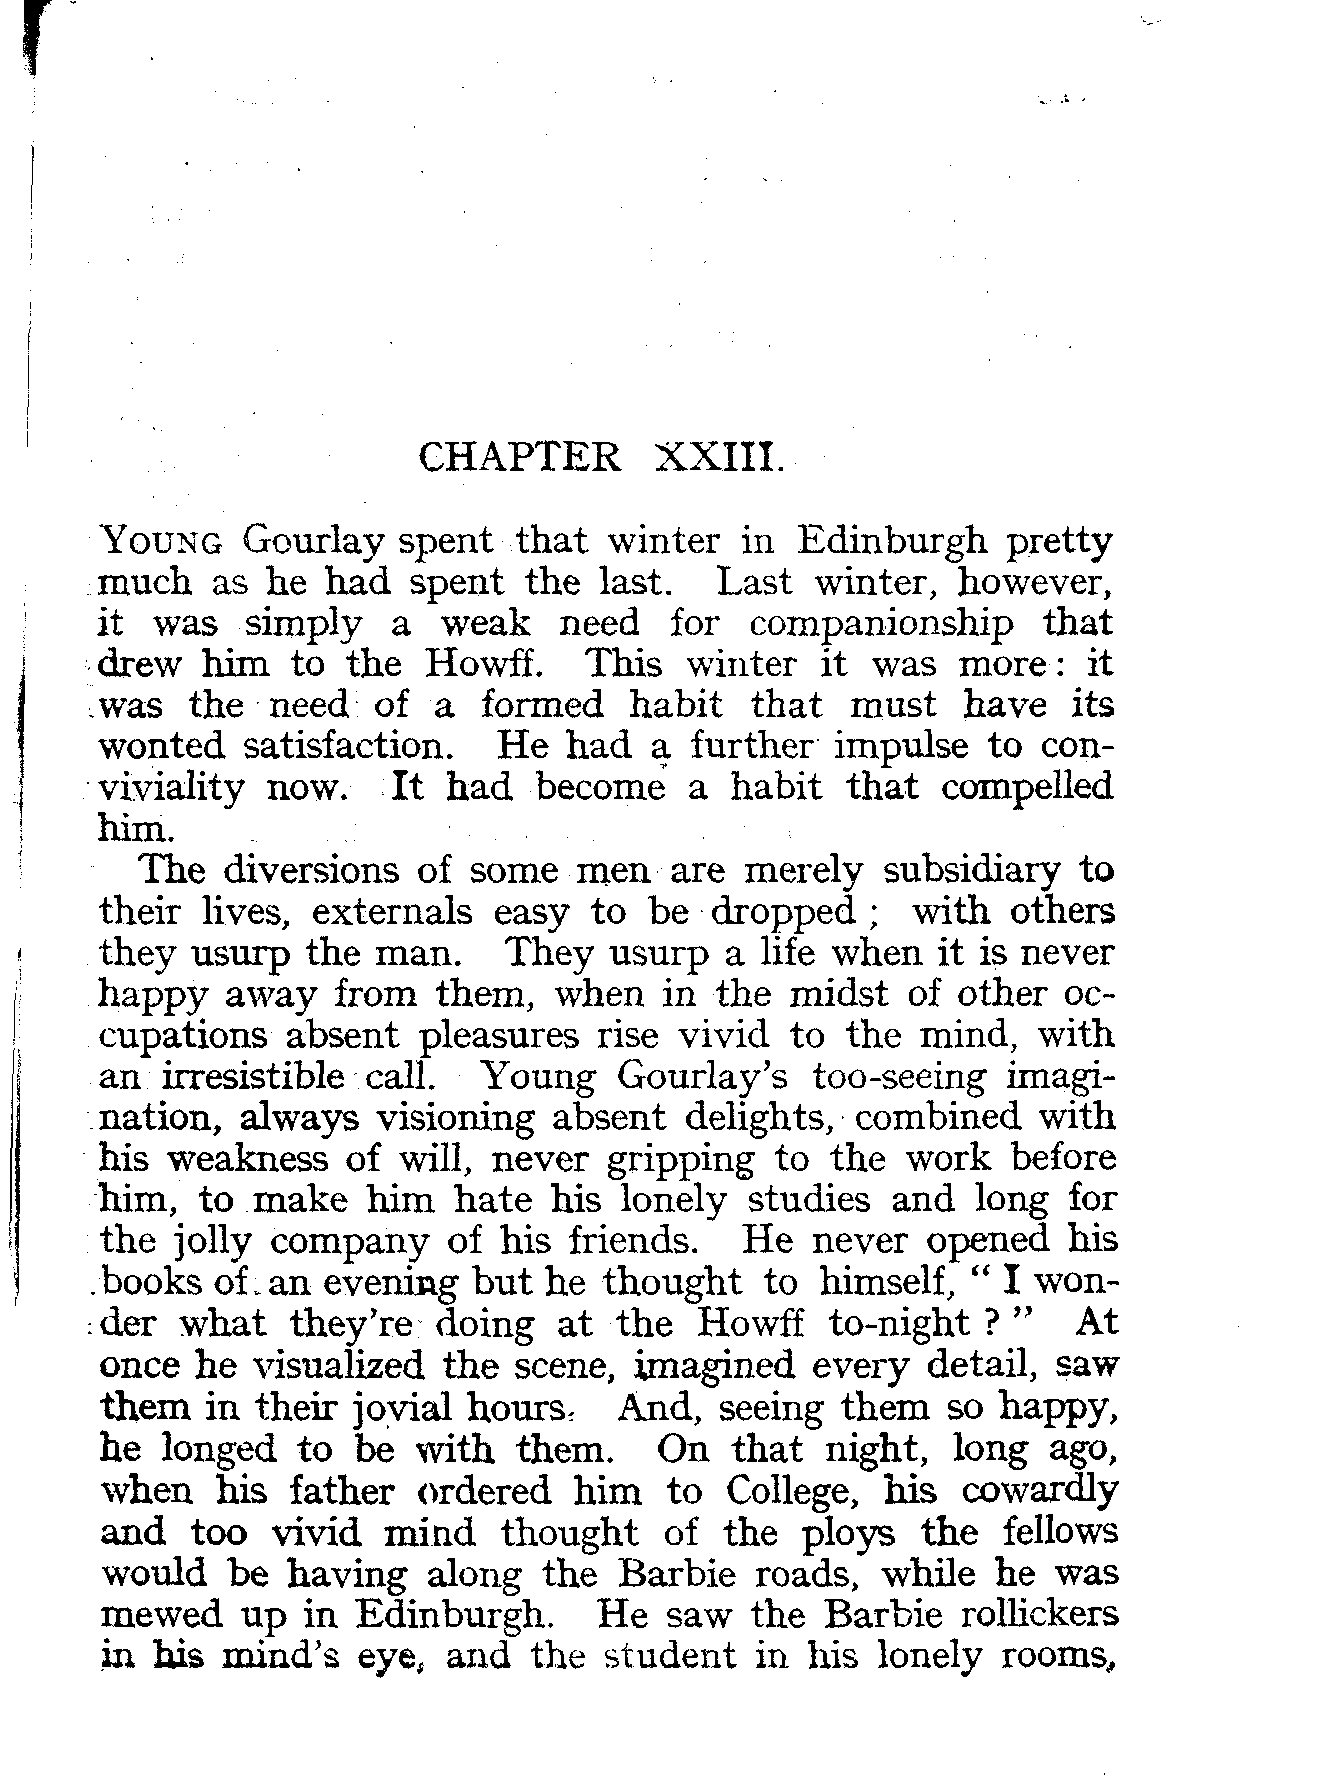 CHAPTER XXIII.
YOUNG Gourlay spent that winter in Edinburgh pretty
much as he had spent the last. Last winter, however,
it was simply a weak need for companionship that
drew him to the Howff. This winter it was more : it
was the need of a formed habit that must have its
wonted satisfaction. He had a further impulse to con-
viviality now. It had become a habit that compelled
him.
The diversions of some men are merely subsidiary to
their lives, externals easy to be dropped ; with others
they usurp the man. They usurp a life when it is never
happy away from them, when in the midst of other oc-
cupations absent pleasures rise vivid to the mind, with
an irresistible call. Young Gourlay's too-seeing imagi-
nation, always visioning absent delights, combined with
his weakness of will, never gripping to the work before
him, to make him hate his lonely studies and long for
the jolly company of his friends. He never opened his
books of an evening but he thought to himself, “ I won-
der what they're doing at the Howff to-night ? ” At
once he visualized the scene, imagined every detail, saw
them in their jovial hours. And, seeing them so happy,
he longed to be with them. On that night, long ago,
when his father ordered him to College, his cowardly
and too vivid mind thought of the ploys the fellows
would be having along the Barbie roads, while he was
mewed up in Edinburgh. He saw the Barbie rollickers
in his mind's eye, and the student in his lonely rooms,